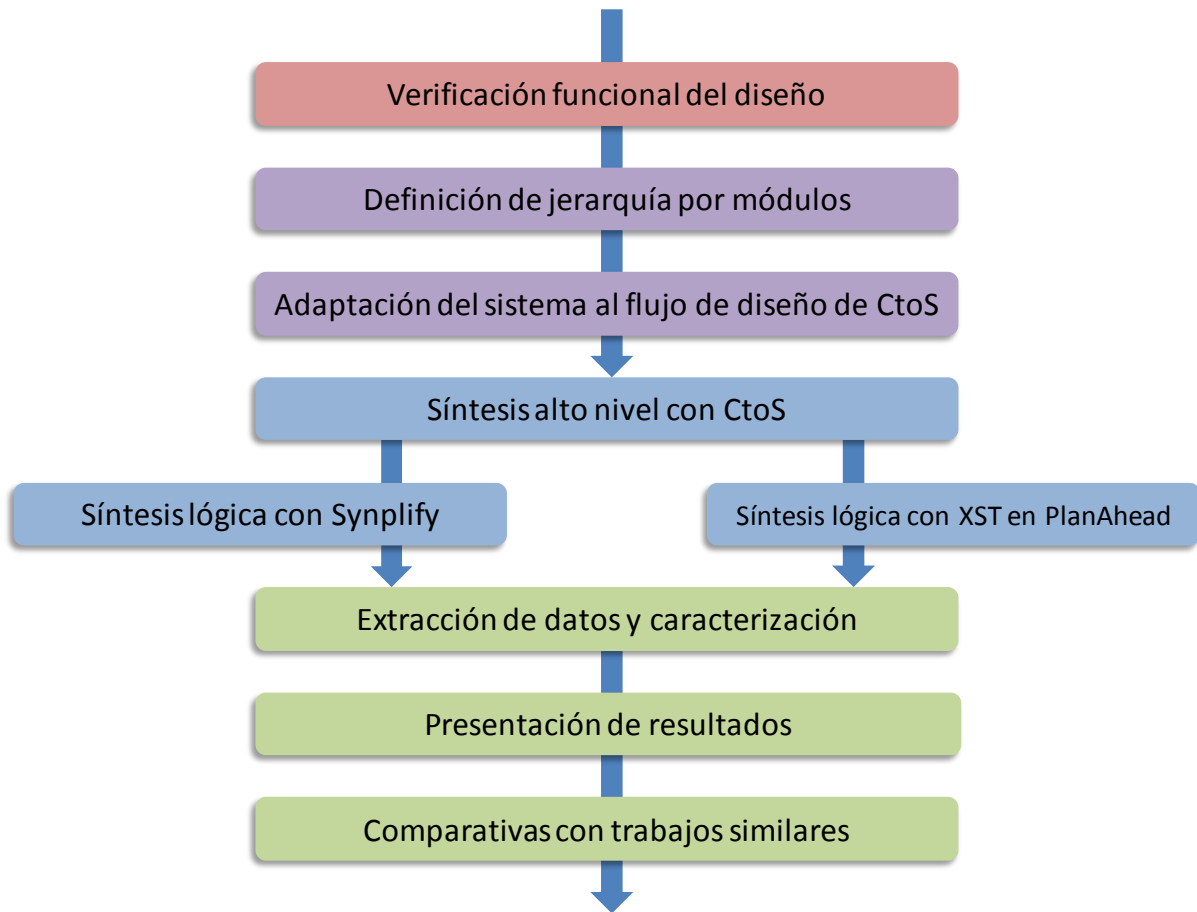 Verificación funcional del diseño
Definición de jerarquía por módulos
Adaptación del sistema al flujo de diseño de CtoS
Síntesis alto nivel con CtoS
Síntesis lógica con Synplify
Síntesis lógica con XST en PlanAhead
Extracción de datos y caracterización
Presentación de resultados
Comparativas con trabajos similares